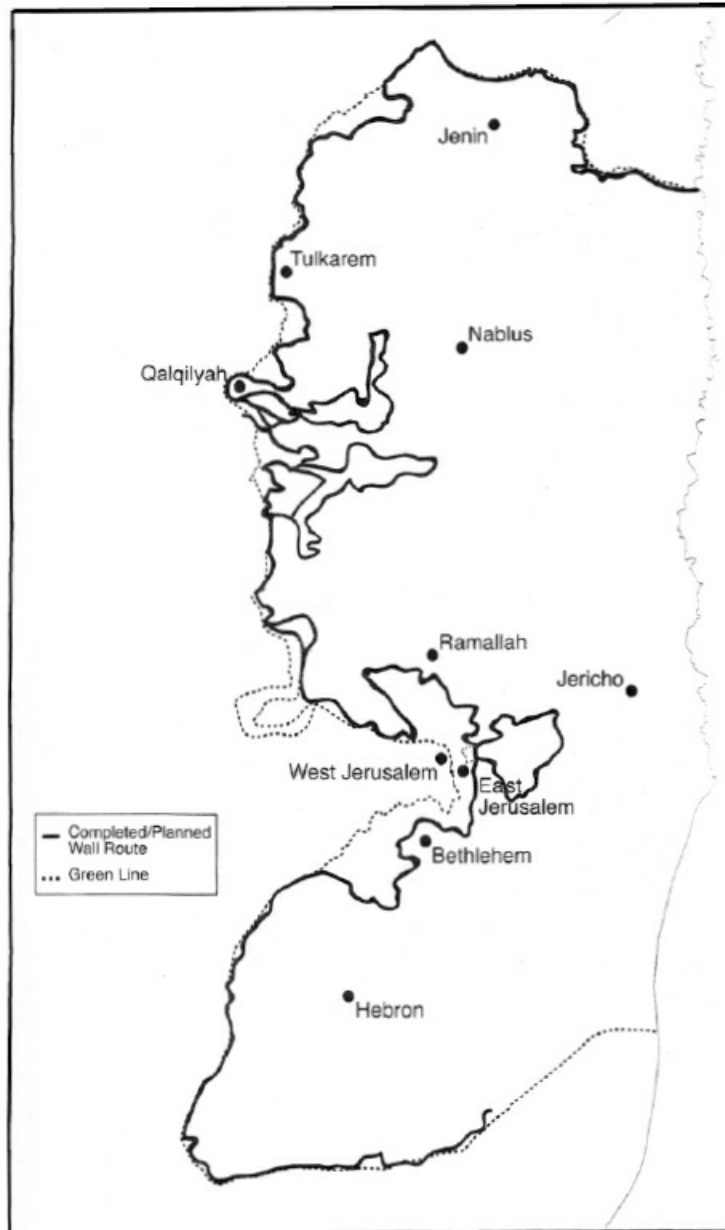 Jenin
Tulkarem
Nablus
Qalqilyah
Ramallah
Jericho
West Jerusalem
East
Jerusalem
Completed/Planned
Wall Route
Green Line
Bethlehem
Hebron